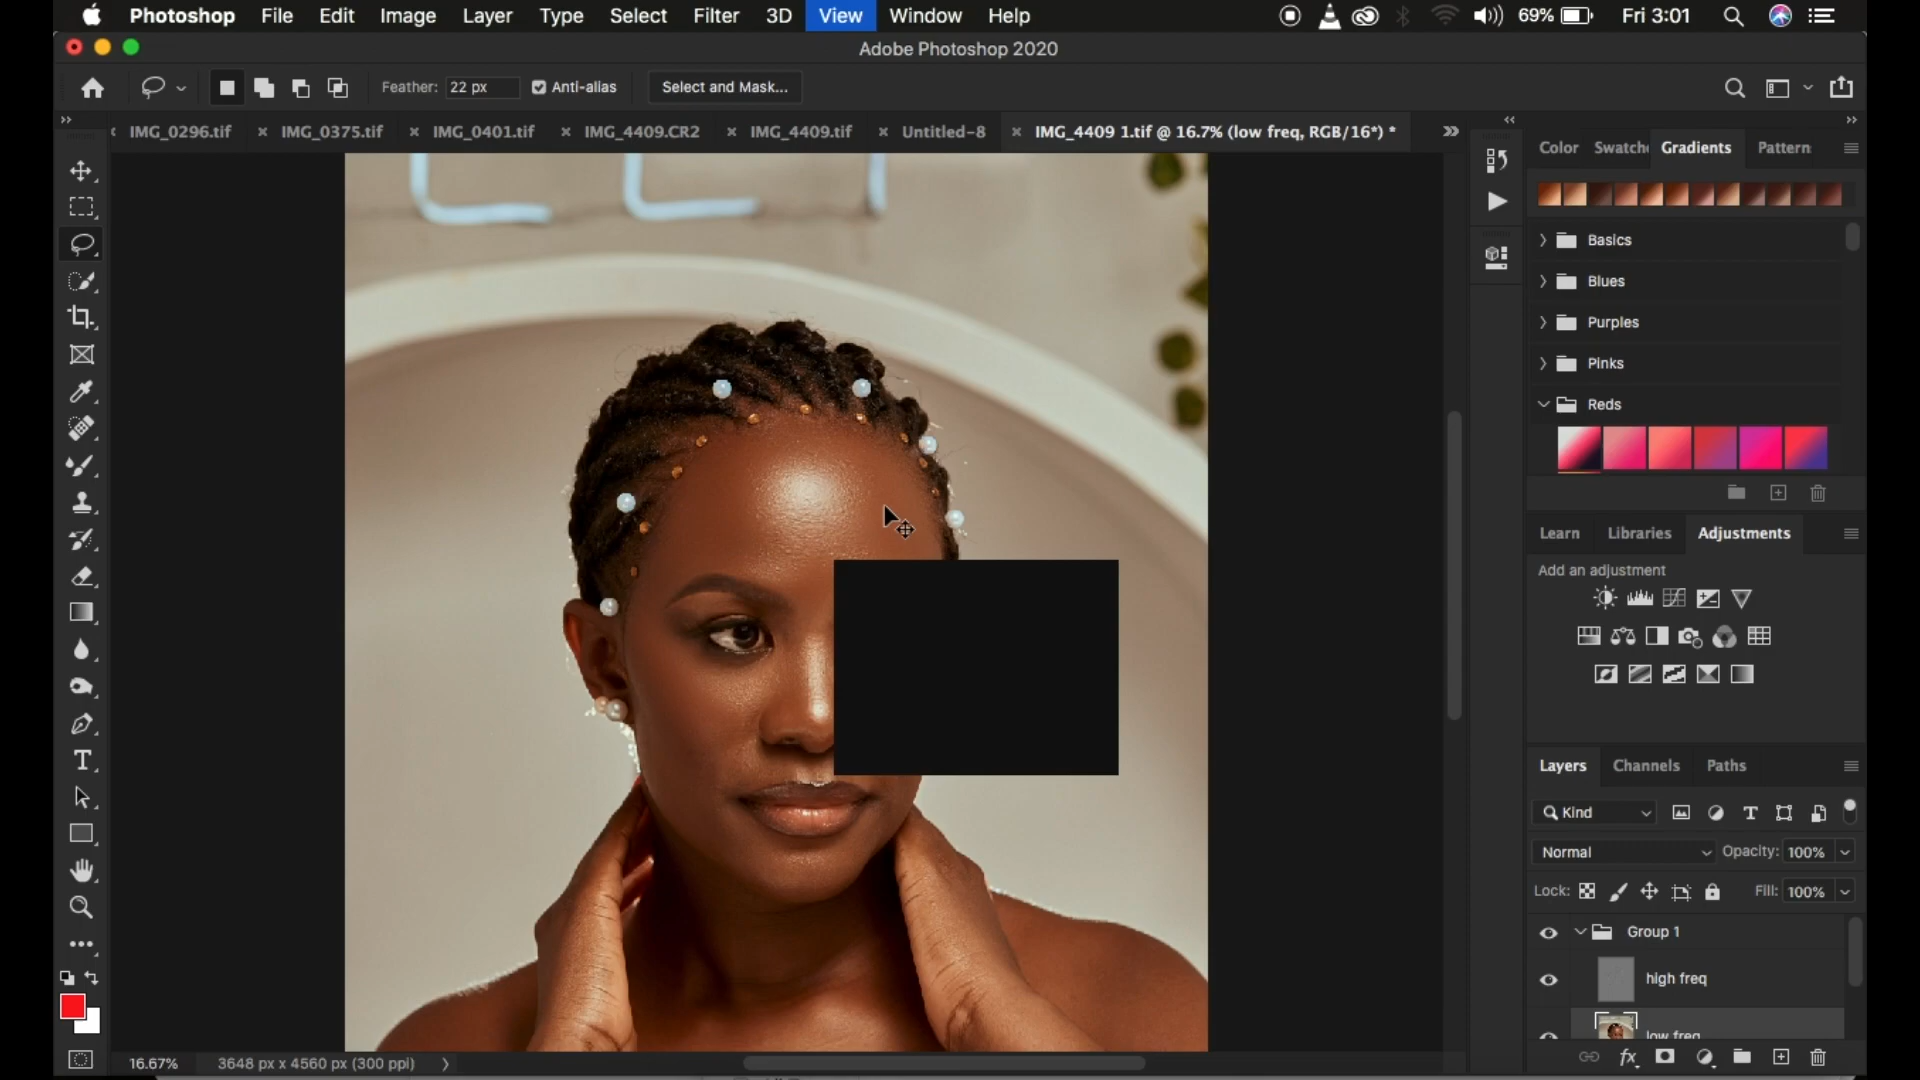 Photoshop File Edit Image Layer Type Select Filter 3D View Window Help 69% Fri 3:01
Adobe Photoshop 2020
Feather: 22 px Anti-alias Select and Mask...
IMG_0296.tif IMG_0375.tif IMG_0401.tif IMG_4409.CR2 IMG_4409.tif Untitled-8 IMG_4409 1.tif @ 16.7% (low freq, RGB/16*) *
Color Swatche Gradients Pattern
Basics
Blues
Purples
Pinks
Reds
Learn Libraries Adjustments
Add an adjustment
Layers Channels Paths
Kind
Normal Opacity: 100%
Lock: Fill: 100%
Group 1
high freq
low freq
16.67% 3648 px x 4560 px (300 ppi)